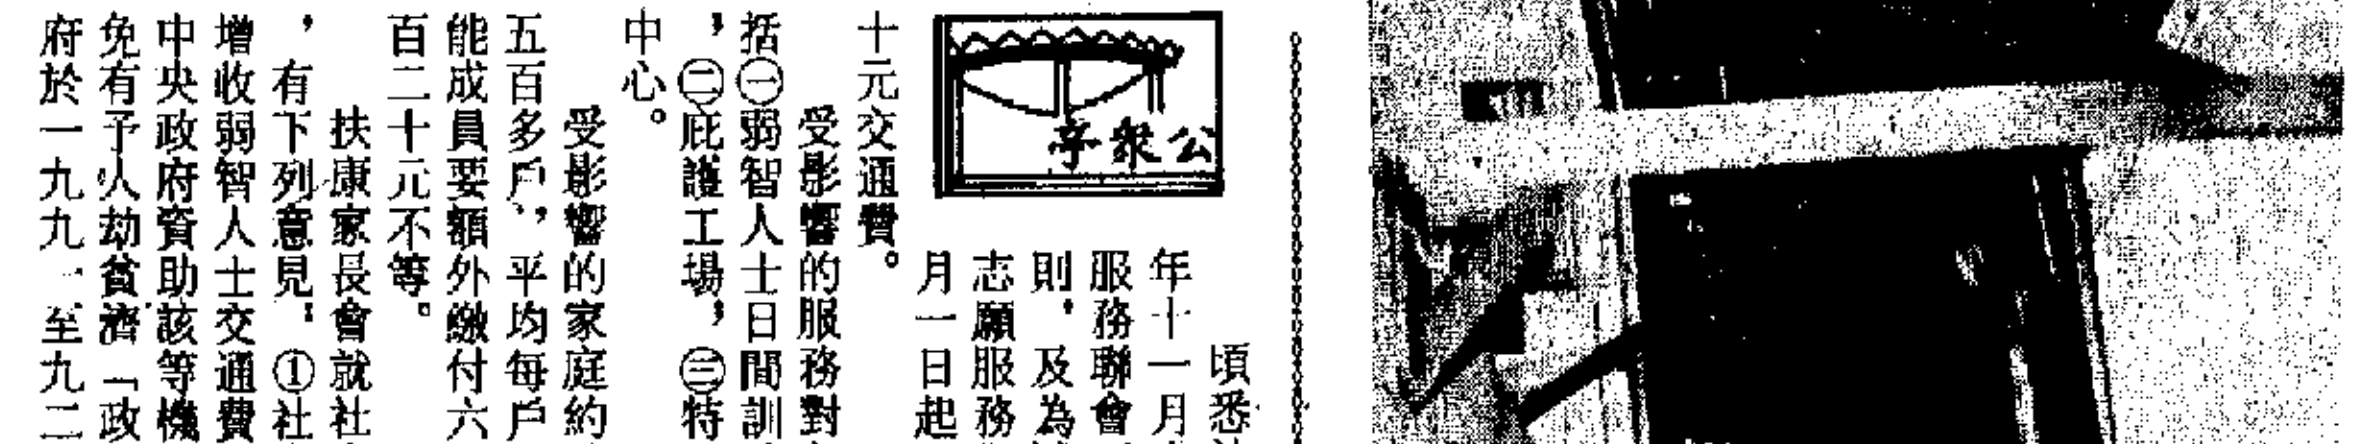 公眾亭
頃悉
年十一月
服務聯會
則，及為
志願服務
月一日起
十元交通費。
受影響的服務對
括㊀弱智人士日間訓
，㊁庇護工場，㊂特
中心。
受影響的家庭約
五百多戶，平均每戶
能成員要額外繳付六
百二十元不等。
扶康家長會就社
，有下列意見：①社
增收弱智人士交通費
中央政府資助該等機
免有予人劫貧濟「政
府於一九九一至九二